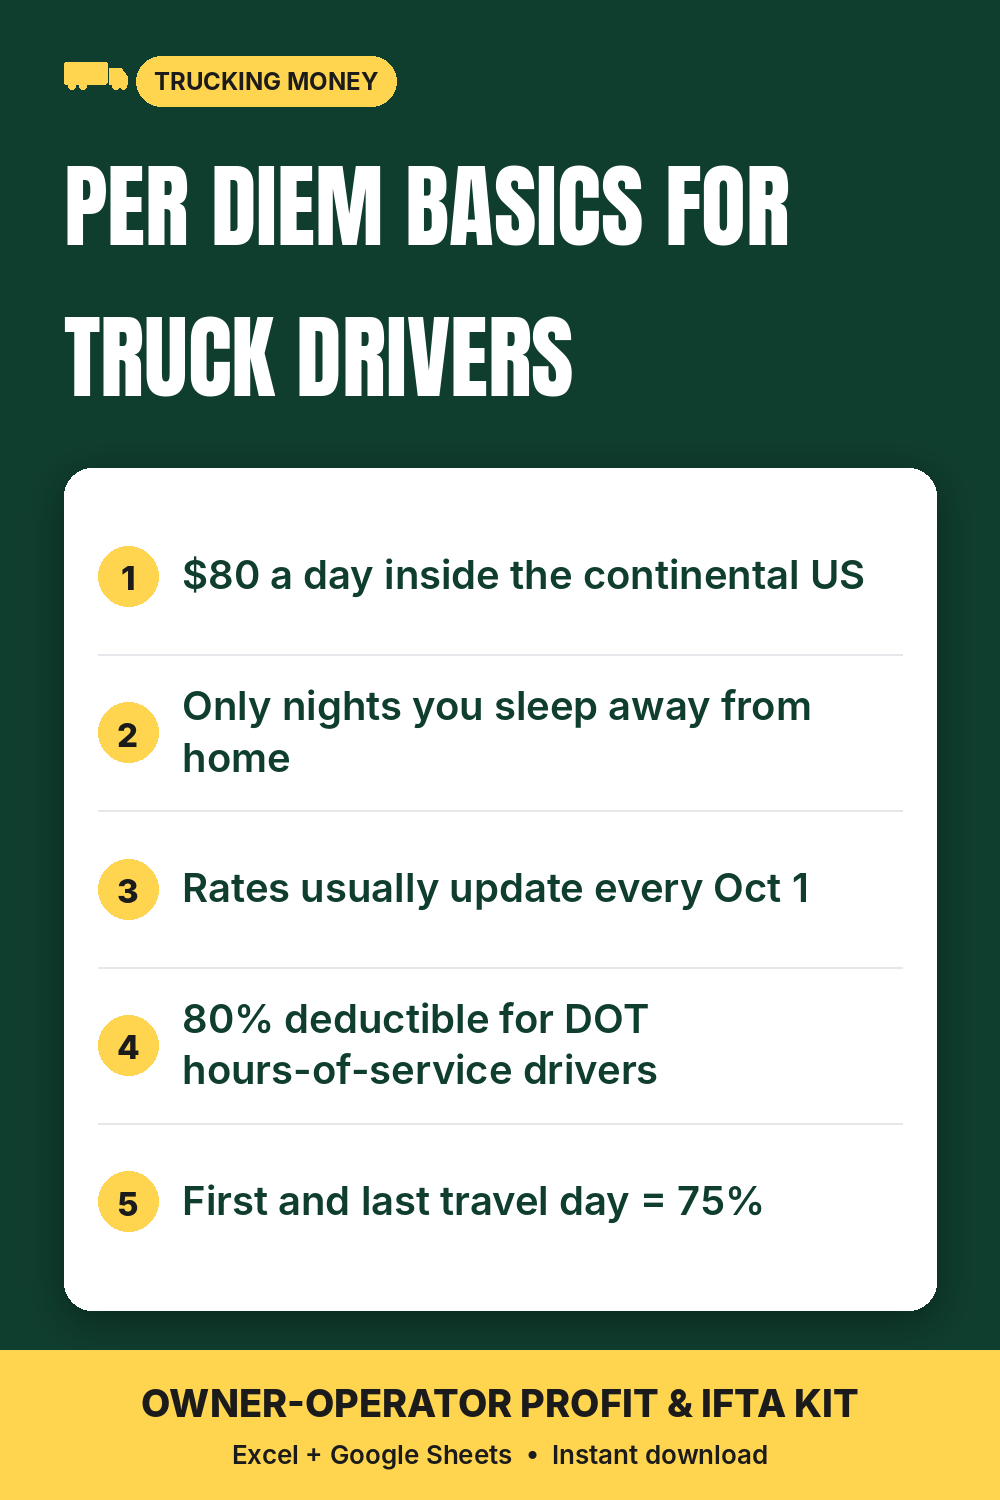 TRUCKING MONEY
PER DIEM BASICS FOR
TRUCK DRIVERS
1 $80 a day inside the continental US
2 Only nights you sleep away from
home
3 Rates usually update every Oct 1
4 80% deductible for DOT
hours-of-service drivers
5 First and last travel day = 75%
OWNER-OPERATOR PROFIT & IFTA KIT
Excel + Google Sheets • Instant download